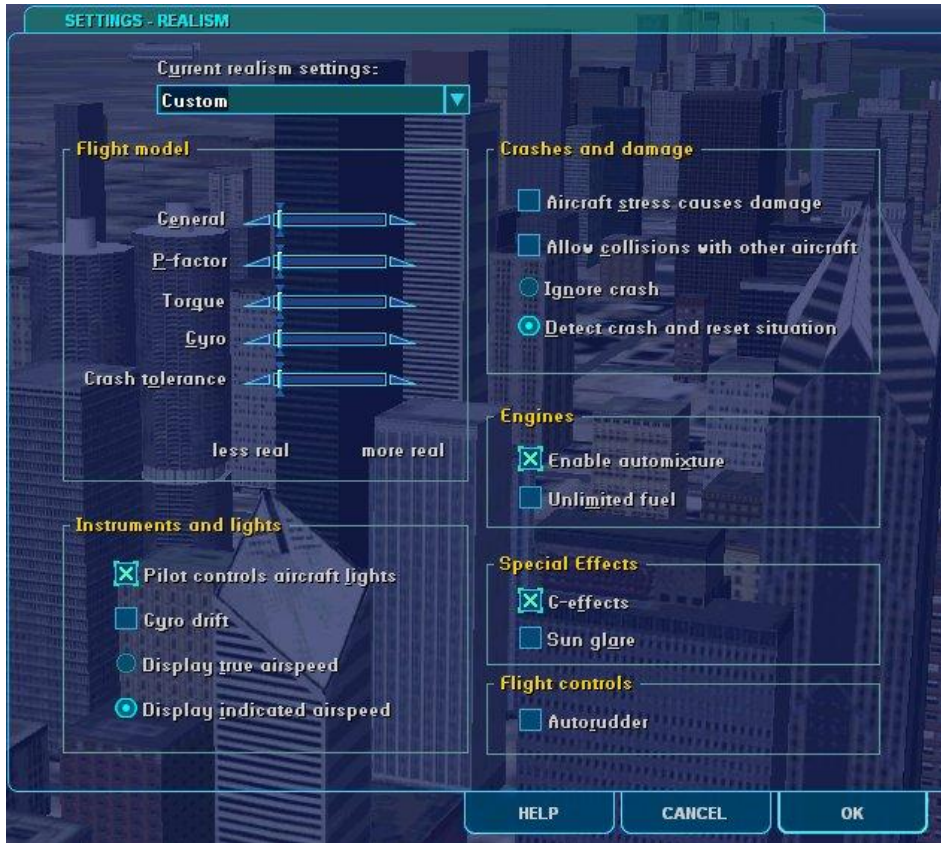 SETTINGS - REALISM
Current realism settings:
Custom
Flight model
General
P-factor
Torque
Gyro
Crash tolerance
less real more real
Instruments and lights
Pilot controls aircraft lights
Gyro drift
Display true airspeed
Display indicated airspeed
Crashes and damage
Aircraft stress causes damage
Allow collisions with other aircraft
Ignore crash
Detect crash and reset situation
Engines
Enable automixture
Unlimited fuel
Special Effects
G-effects
Sun glare
Flight controls
Autorudder
HELP CANCEL OK